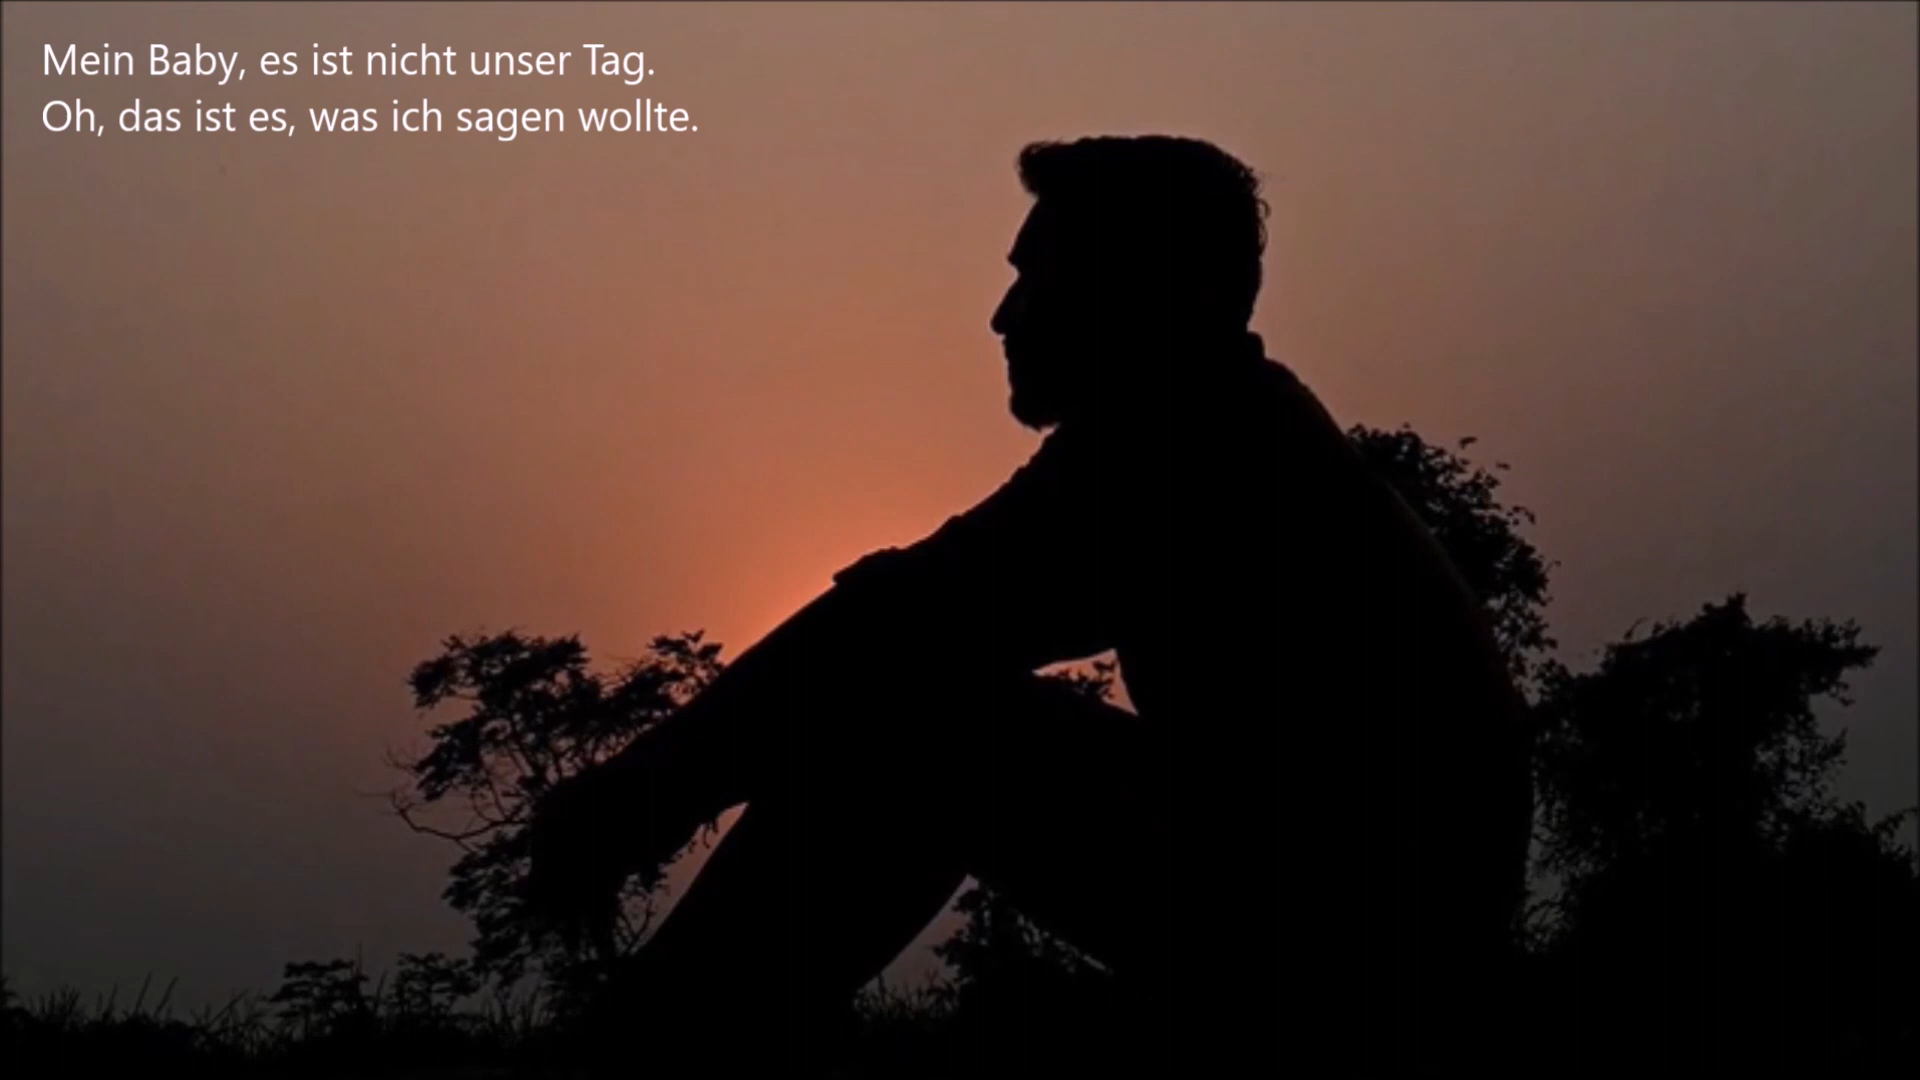 Mein Baby, es ist nicht unser Tag.
Oh, das ist es, was ich sagen wollte.